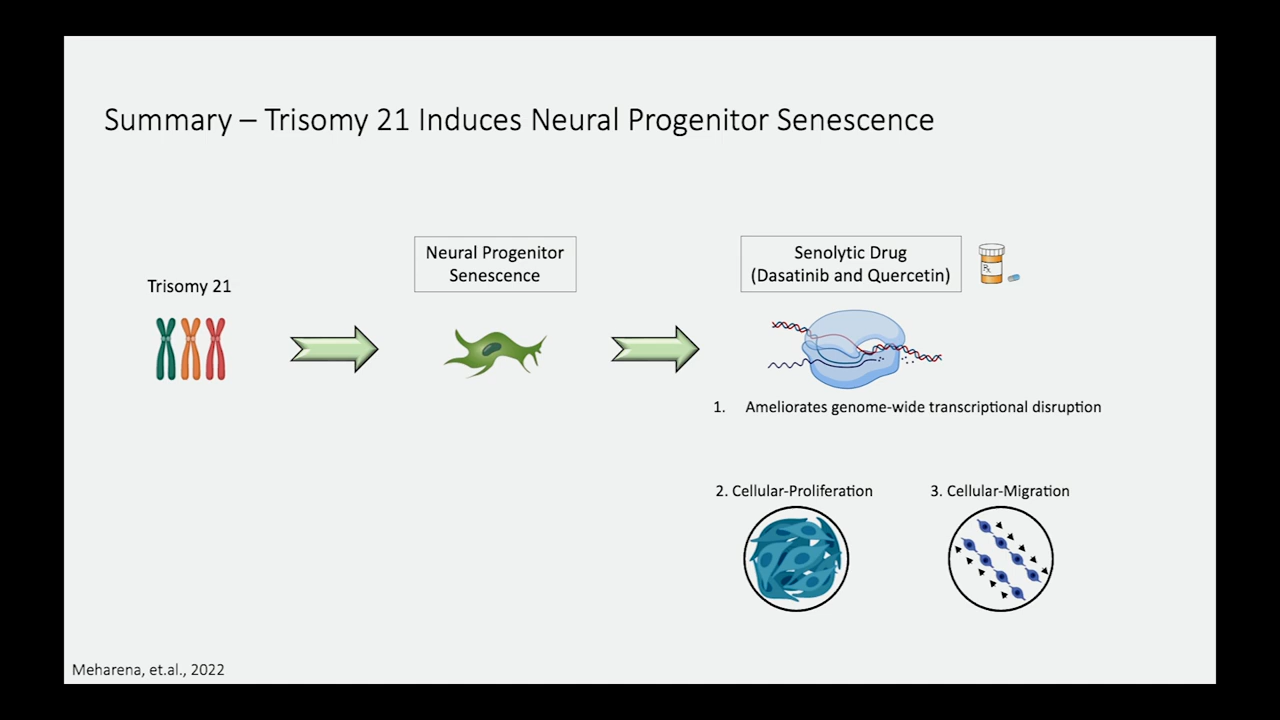 Summary – Trisomy 21 Induces Neural Progenitor Senescence
Trisomy 21
Neural Progenitor
Senescence
Senolytic Drug
(Dasatinib and Quercetin)
Rx
1. Ameliorates genome-wide transcriptional disruption
2. Cellular-Proliferation
3. Cellular-Migration
Meharena, et.al., 2022